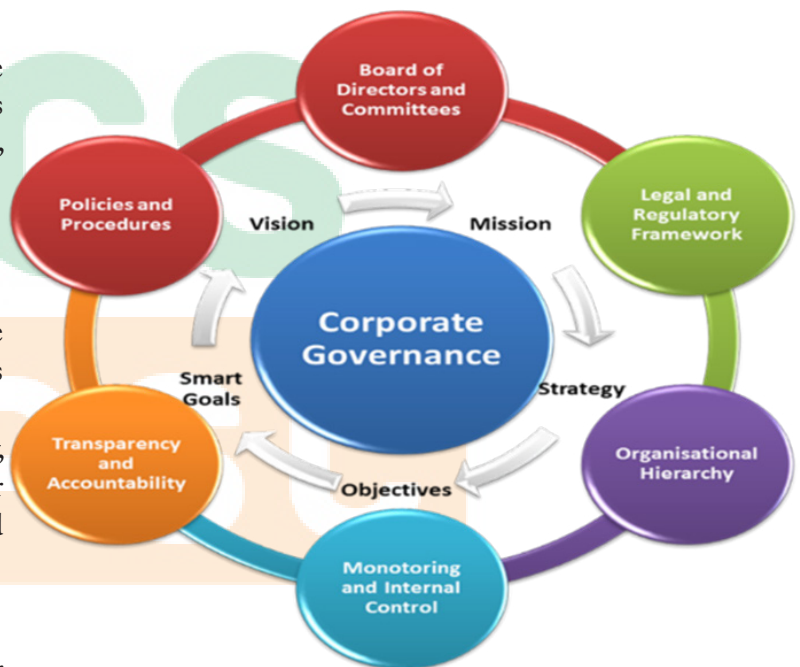 Board of
Directors and
Committees
Policies and
Procedures
Legal and
Regulatory
Framework
Vision
Mission
Corporate
Governance
Smart
Goals
Strategy
Transparency
and
Accountability
Organisational
Hierarchy
Objectives
Monotoring
and Internal
Control